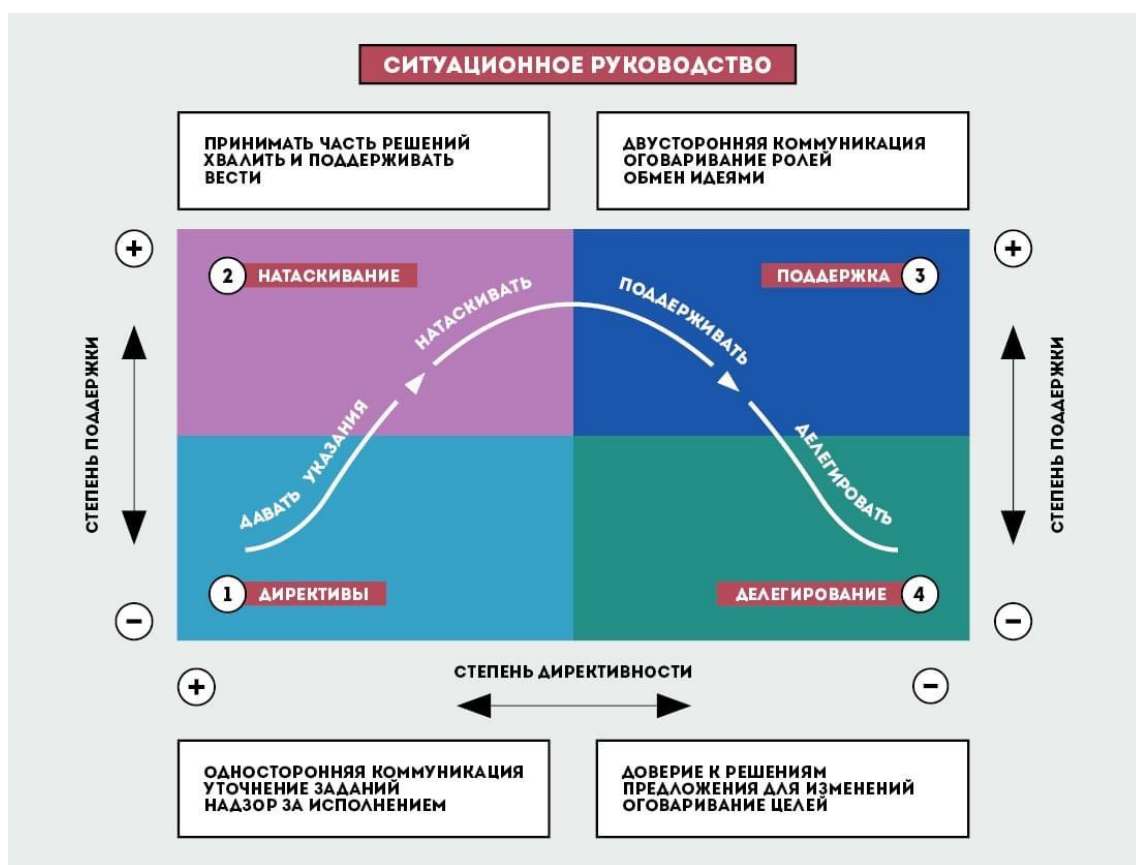 СИТУАЦИОННОЕ РУКОВОДСТВО
ПРИНИМАТЬ ЧАСТЬ РЕШЕНИЙ
ХВАЛИТЬ И ПОДДЕРЖИВАТЬ
ВЕСТИ
ДВУСТОРОННЯЯ КОММУНИКАЦИЯ
ОГОВАРИВАНИЕ РОЛЕЙ
ОБМЕН ИДЕЯМИ
+
+
2 НАТАСКИВАНИЕ
ПОДДЕРЖКА 3
НАТАСКИВАТЬ
ПОДДЕРЖИВАТЬ
СТЕПЕНЬ ПОДДЕРЖКИ
СТЕПЕНЬ ПОДДЕРЖКИ
ДАВАТЬ УКАЗАНИЯ
ДЕЛЕГИРОВАТЬ
1 ДИРЕКТИВЫ
ДЕЛЕГИРОВАНИЕ 4
−
−
+
СТЕПЕНЬ ДИРЕКТИВНОСТИ
−
ОДНОСТОРОННЯЯ КОММУНИКАЦИЯ
УТОЧНЕНИЕ ЗАДАНИЙ
НАДЗОР ЗА ИСПОЛНЕНИЕМ
ДОВЕРИЕ К РЕШЕНИЯМ
ПРЕДЛОЖЕНИЯ ДЛЯ ИЗМЕНЕНИЙ
ОГОВАРИВАНИЕ ЦЕЛЕЙ